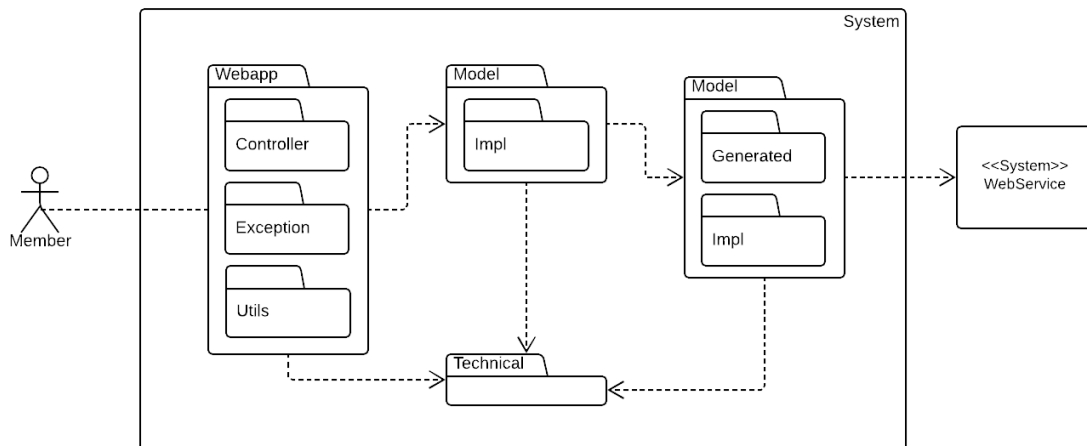 System
Webapp
Controller
Exception
Utils
Model
Impl
Model
Generated
Impl
Technical
Member
<<System>>
WebService